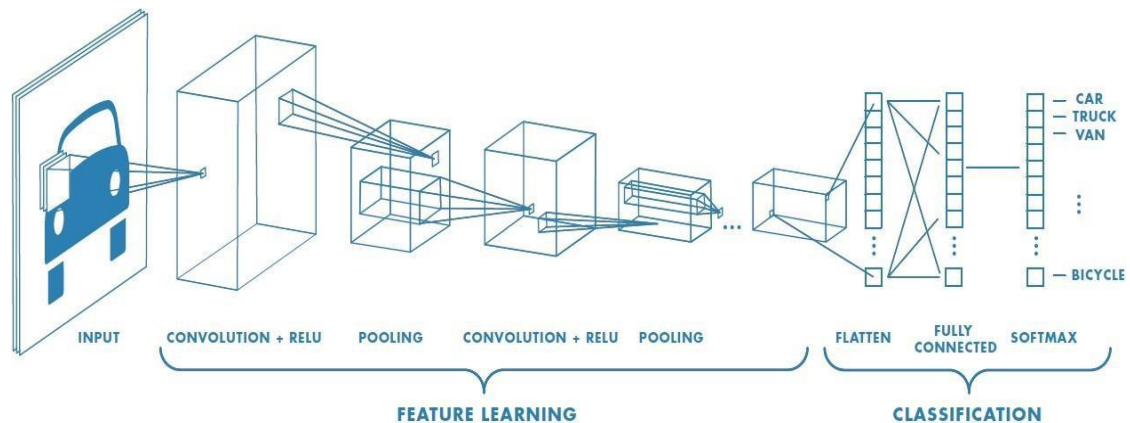 CAR
TRUCK
VAN
BICYCLE
INPUT
CONVOLUTION + RELU
POOLING
CONVOLUTION + RELU
POOLING
FLATTEN
FULLY
CONNECTED
SOFTMAX
FEATURE LEARNING
CLASSIFICATION